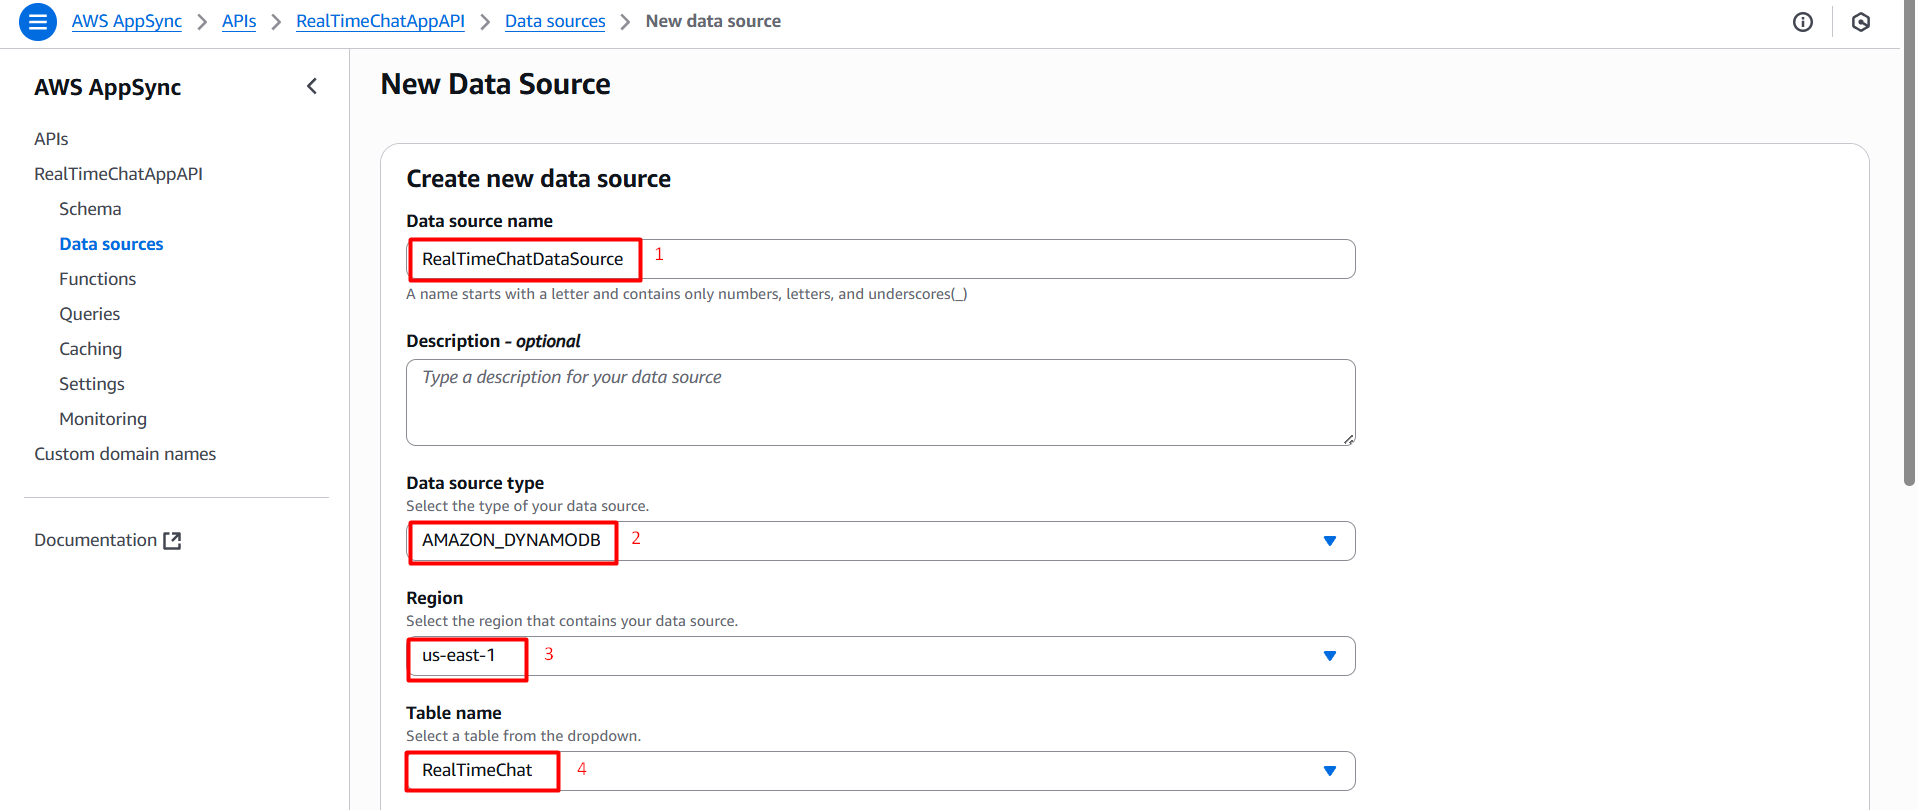 AWS AppSync > APIs > RealTimeChatAppAPI > Data sources > New data source
AWS AppSync
APIs
RealTimeChatAppAPI
Schema
Data sources
Functions
Queries
Caching
Settings
Monitoring
Custom domain names
Documentation
New Data Source
Create new data source
Data source name
RealTimeChatDataSource 1
A name starts with a letter and contains only numbers, letters, and underscores(_)
Description - optional
Type a description for your data source
Data source type
Select the type of your data source.
AMAZON_DYNAMODB 2
Region
Select the region that contains your data source.
us-east-1 3
Table name
Select a table from the dropdown.
RealTimeChat 4